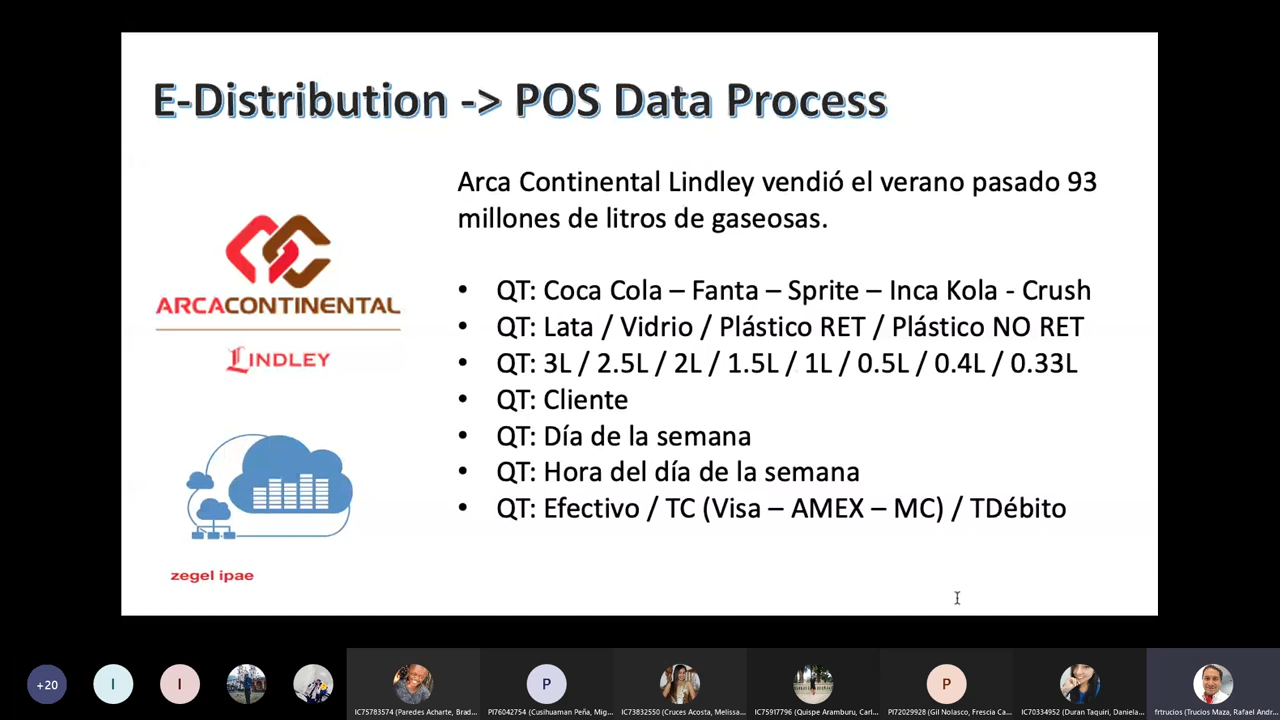 E-Distribution -> POS Data Process
Arca Continental Lindley vendió el verano pasado 93
millones de litros de gaseosas.
• QT: Coca Cola – Fanta – Sprite – Inca Kola - Crush
• QT: Lata / Vidrio / Plástico RET / Plástico NO RET
• QT: 3L / 2.5L / 2L / 1.5L / 1L / 0.5L / 0.4L / 0.33L
• QT: Cliente
• QT: Día de la semana
• QT: Hora del día de la semana
• QT: Efectivo / TC (Visa – AMEX – MC) / TDébito
ARCACONTINENTAL
LINDLEY
zegel ipae
+20
I
I
P
P
IC75783574 (Paredes Acharte, Brad...
PI76042754 (Cusihuaman Peña, Mig...
IC73832550 (Cruces Acosta, Melissa...
IC75917796 (Quispe Aramburu, Carl...
PI72029928 (Gil Nolasco, Frescia Ca...
IC70334952 (Duran Taquiri, Daniela...
frtrucios (Trucios Maza, Rafael Andr...